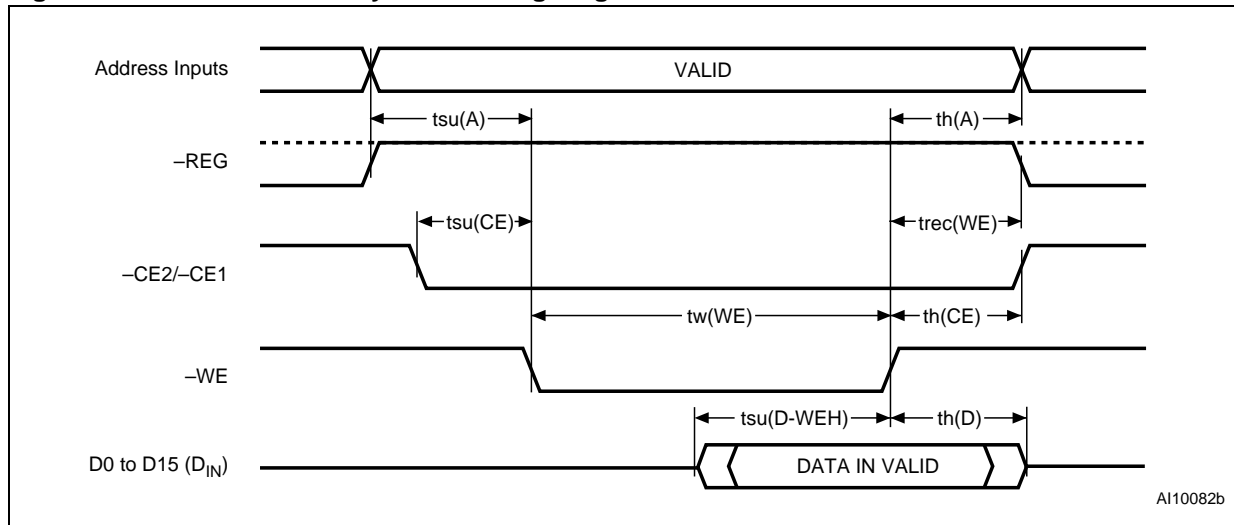 Address Inputs
VALID
tsu(A)
th(A)
–REG
tsu(CE)
trec(WE)
–CE2/–CE1
tw(WE)
th(CE)
–WE
tsu(D-WEH)
th(D)
D0 to D15 (DIN)
DATA IN VALID
AI10082b